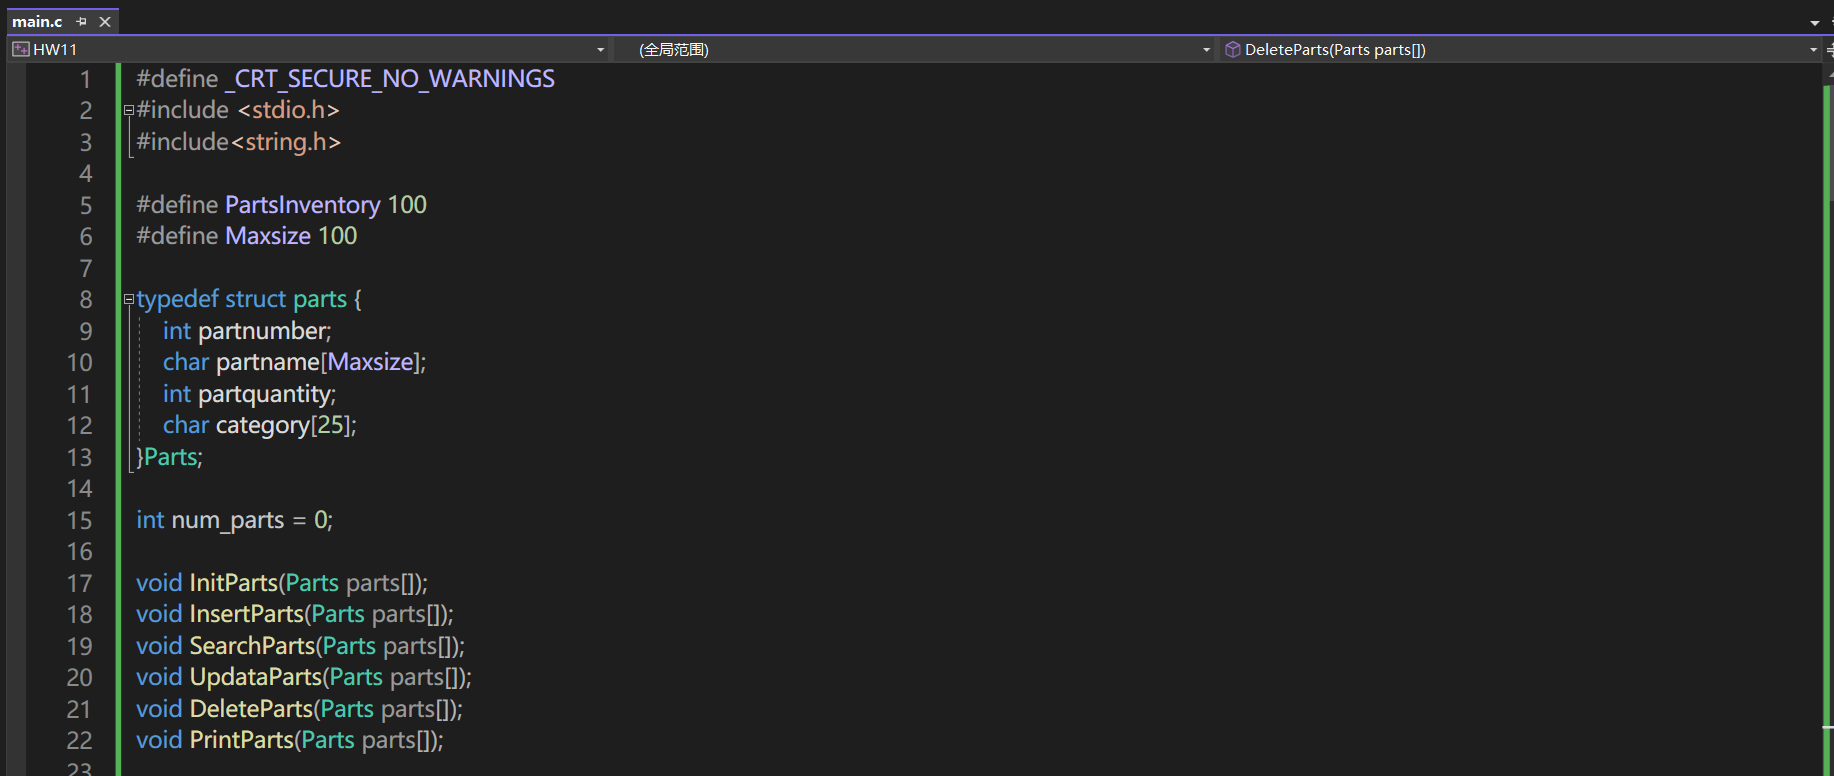 main.c
HW11 (全局范围) DeleteParts(Parts parts[])
1 #define _CRT_SECURE_NO_WARNINGS
2 #include <stdio.h>
3 #include<string.h>
4
5 #define PartsInventory 100
6 #define Maxsize 100
7
8 typedef struct parts {
9 int partnumber;
10 char partname[Maxsize];
11 int partquantity;
12 char category[25];
13 }Parts;
14
15 int num_parts = 0;
16
17 void InitParts(Parts parts[]);
18 void InsertParts(Parts parts[]);
19 void SearchParts(Parts parts[]);
20 void UpdataParts(Parts parts[]);
21 void DeleteParts(Parts parts[]);
22 void PrintParts(Parts parts[]);
23